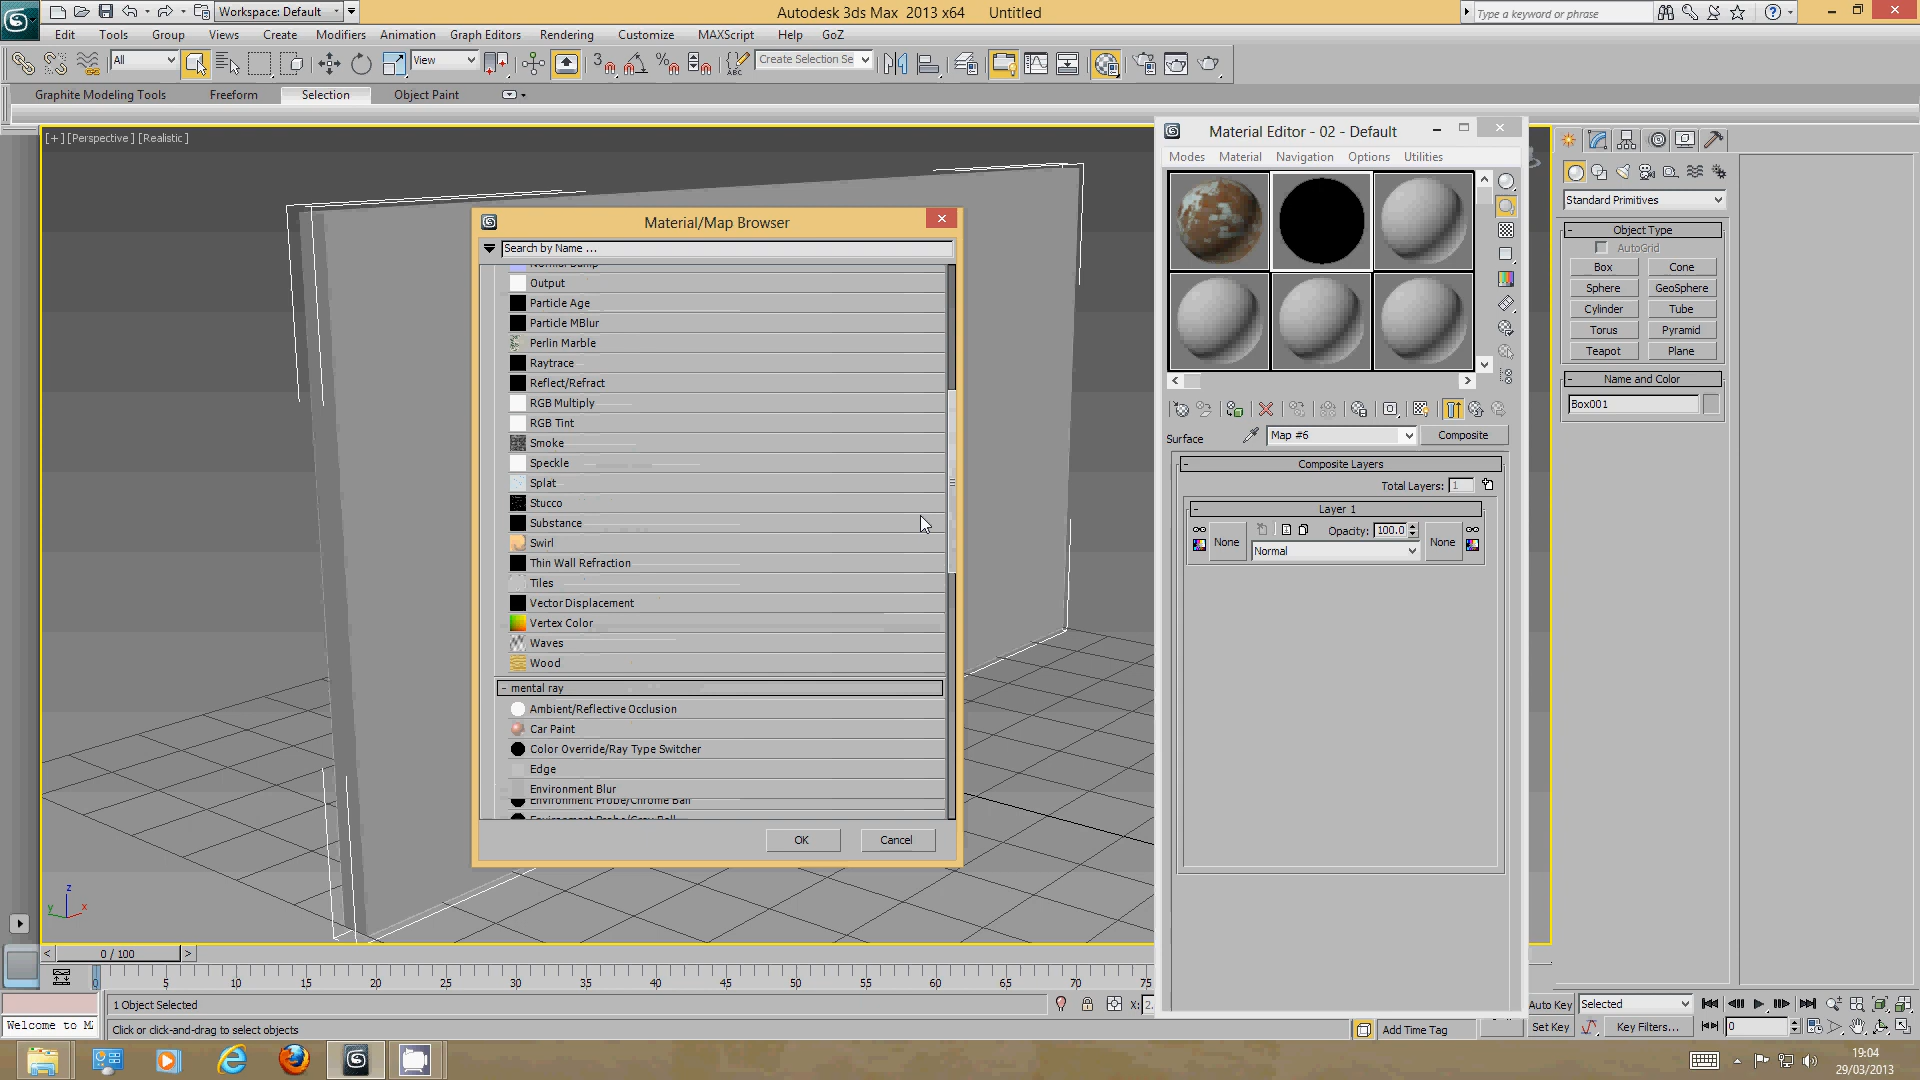 Workspace: Default
Autodesk 3ds Max 2013 x64 Untitled
Type a keyword or phrase
Edit Tools Group Views Create Modifiers Animation Graph Editors Rendering Customize MAXScript Help GoZ
All View 3 Create Selection Se
Graphite Modeling Tools Freeform Selection Object Paint
[ + ] [Perspective ] [Realistic ]
Material/Map Browser
Search by Name ...
Output
Particle Age
Particle MBlur
Perlin Marble
Raytrace
Reflect/Refract
RGB Multiply
RGB Tint
Smoke
Speckle
Splat
Stucco
Substance
Swirl
Thin Wall Refraction
Tiles
Vector Displacement
Vertex Color
Waves
Wood
- mental ray
Ambient/Reflective Occlusion
Car Paint
Color Override/Ray Type Switcher
Edge
Environment Blur
Environment Probe/Chrome Ball
OK Cancel
Material Editor - 02 - Default
Modes Material Navigation Options Utilities
Surface Map #6 Composite
- Composite Layers
Total Layers: 1
- Layer 1
None Opacity: 100.0 None
Normal
Standard Primitives
- Object Type
AutoGrid
Box Cone
Sphere GeoSphere
Cylinder Tube
Torus Pyramid
Teapot Plane
- Name and Color
Box001
z
y x
< 0 / 100 >
0 5 10 15 20 25 30 35 40 45 50 55 60 65 70 75
1 Object Selected X: 2.
Auto Key Selected
Welcome to M
Click or click-and-drag to select objects
Add Time Tag
Set Key Key Filters... 0
19:04
29/03/2013